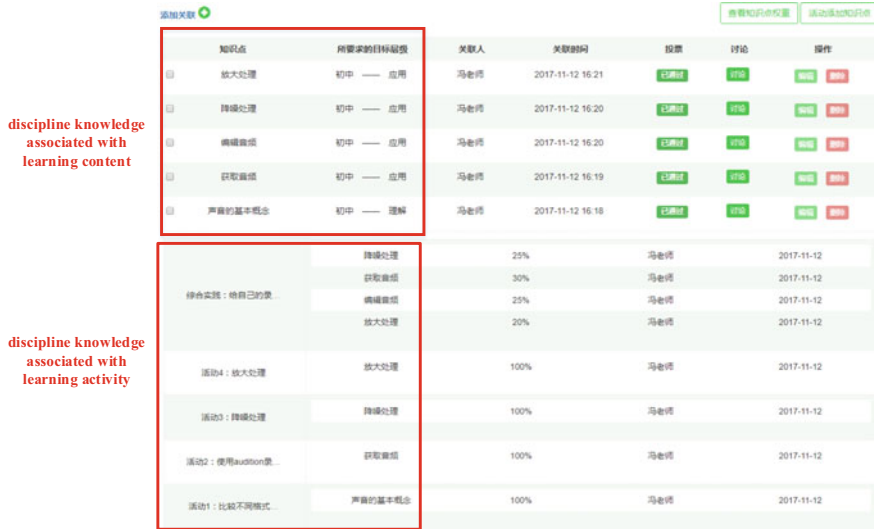 添加关联
查看知识点权重 活动添加知识点
知识点 所要求的目标层级 关联人 关联时间 投票 讨论 操作
放大处理 初中 —— 应用 冯老师 2017-11-12 16:21 已通过 讨论 编辑 删除
降噪处理 初中 —— 应用 冯老师 2017-11-12 16:20 已通过 讨论 编辑 删除
编辑音频 初中 —— 应用 冯老师 2017-11-12 16:20 已通过 讨论 编辑 删除
获取音频 初中 —— 应用 冯老师 2017-11-12 16:19 已通过 讨论 编辑 删除
声音的基本概念 初中 —— 理解 冯老师 2017-11-12 16:18 已通过 讨论 编辑 删除
discipline knowledge
associated with
learning content
降噪处理 25% 冯老师 2017-11-12
获取音频 30% 冯老师 2017-11-12
综合实践：给自己的录...
编辑音频 25% 冯老师 2017-11-12
放大处理 20% 冯老师 2017-11-12
活动4：放大处理 放大处理 100% 冯老师 2017-11-12
活动3：降噪处理 降噪处理 100% 冯老师 2017-11-12
活动2：使用audition录... 获取音频 100% 冯老师 2017-11-12
活动1：比较不同格式... 声音的基本概念 100% 冯老师 2017-11-12
discipline knowledge
associated with
learning activity